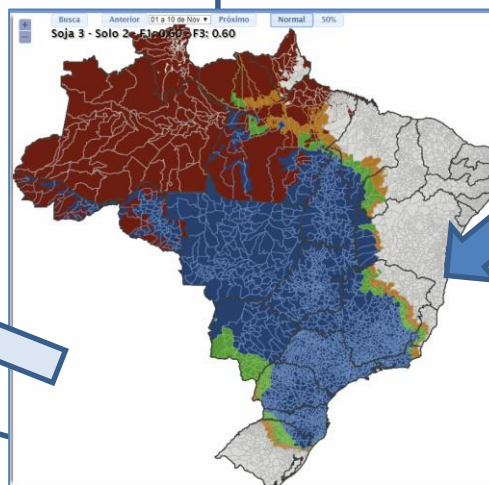 + Busca Anterior 01 a 10 de Nov ▼ Próximo Normal 50%
−
Soja 3 - Solo 2 - F1: 0.60 - F3: 0.60